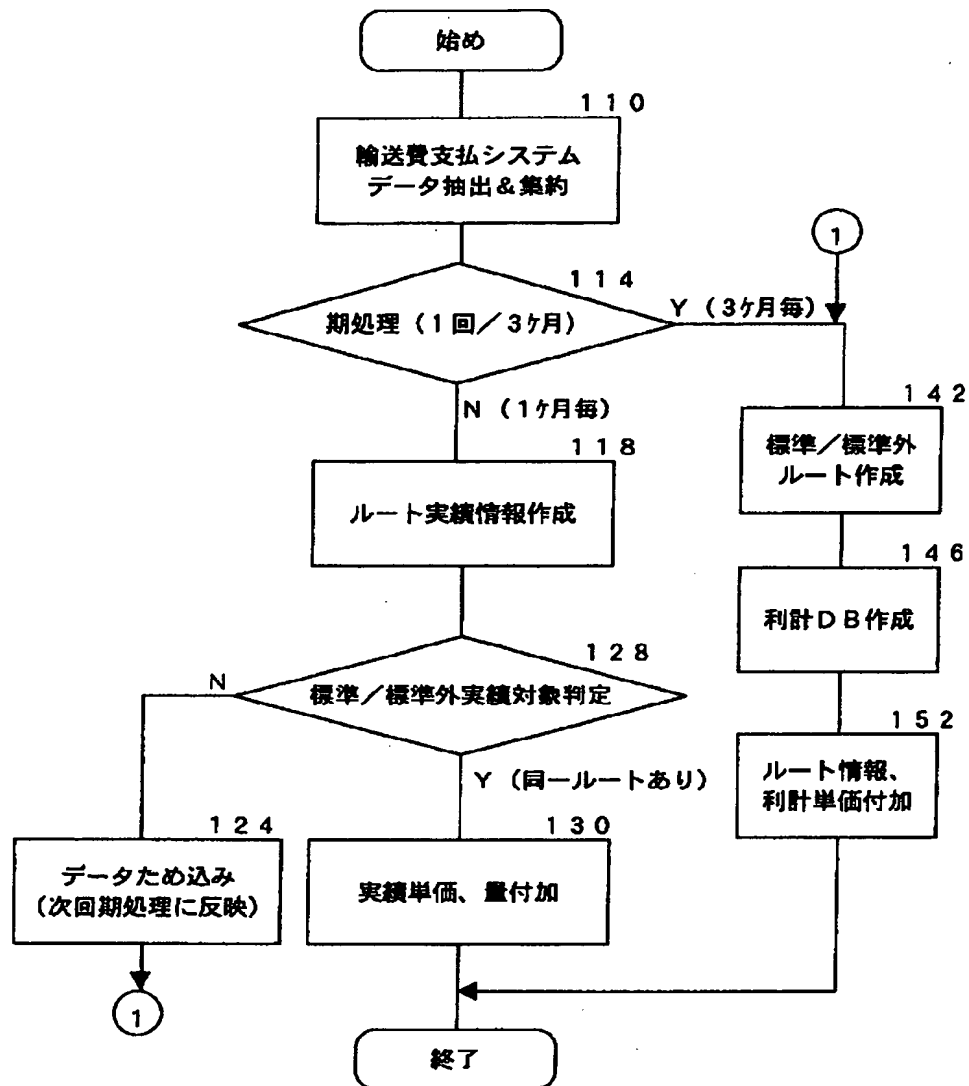 始め
110
輸送費支払システム
データ抽出&集約
1
114
期処理(1回/3ヶ月)
Y(3ヶ月毎)
N(1ヶ月毎)
142
標準/標準外
ルート作成
118
ルート実績情報作成
146
利計DB作成
128
標準/標準外実績対象判定
N
Y(同一ルートあり)
152
ルート情報、
利計単価付加
124
データため込み
(次回期処理に反映)
130
実績単価、量付加
1
終了